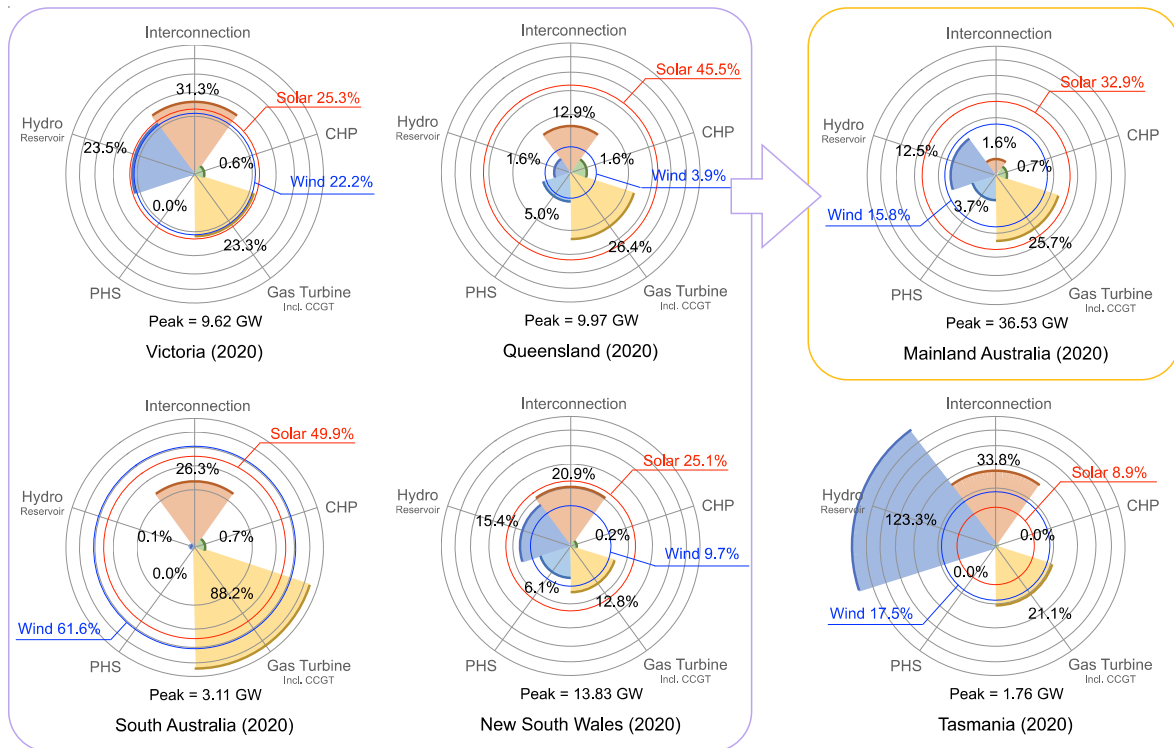 Interconnection
31.3%
Solar 25.3%
Hydro
Reservoir
CHP
23.5%
0.6%
Wind 22.2%
0.0%
23.3%
PHS
Gas Turbine
Incl. CCGT
Peak = 9.62 GW
Victoria (2020)
Interconnection
Solar 45.5%
12.9%
Hydro
Reservoir
CHP
1.6%
1.6%
Wind 3.9%
5.0%
26.4%
PHS
Gas Turbine
Incl. CCGT
Peak = 9.97 GW
Queensland (2020)
Interconnection
Solar 32.9%
Hydro
Reservoir
CHP
1.6%
12.5%
0.7%
3.7%
Wind 15.8%
25.7%
PHS
Gas Turbine
Incl. CCGT
Peak = 36.53 GW
Mainland Australia (2020)
Interconnection
Solar 49.9%
26.3%
Hydro
Reservoir
CHP
0.1%
0.7%
0.0%
88.2%
Wind 61.6%
PHS
Gas Turbine
Incl. CCGT
Peak = 3.11 GW
South Australia (2020)
Interconnection
20.9%
Solar 25.1%
Hydro
Reservoir
CHP
15.4%
0.2%
Wind 9.7%
6.1%
12.8%
PHS
Gas Turbine
Incl. CCGT
Peak = 13.83 GW
New South Wales (2020)
Interconnection
33.8%
Solar 8.9%
Hydro
Reservoir
CHP
123.3%
0.0%
0.0%
Wind 17.5%
21.1%
PHS
Gas Turbine
Incl. CCGT
Peak = 1.76 GW
Tasmania (2020)